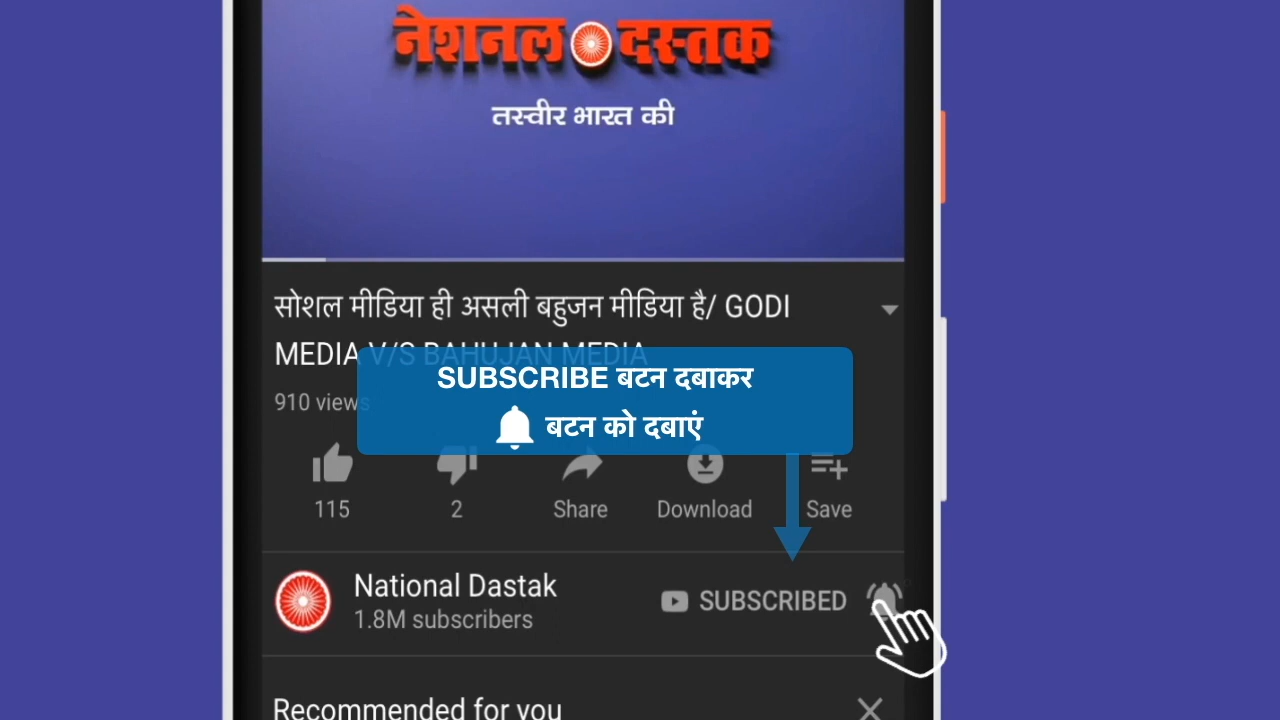 नेशनल दस्तक
तस्वीर भारत की
सोशल मीडिया ही असली बहुजन मीडिया है/ GODI
MEDIA V/S BAHUJAN MEDIA
910 views
SUBSCRIBE बटन दबाकर
बटन को दबाएं
115
2
Share
Download
Save
National Dastak
1.8M subscribers
SUBSCRIBED
Recommended for you